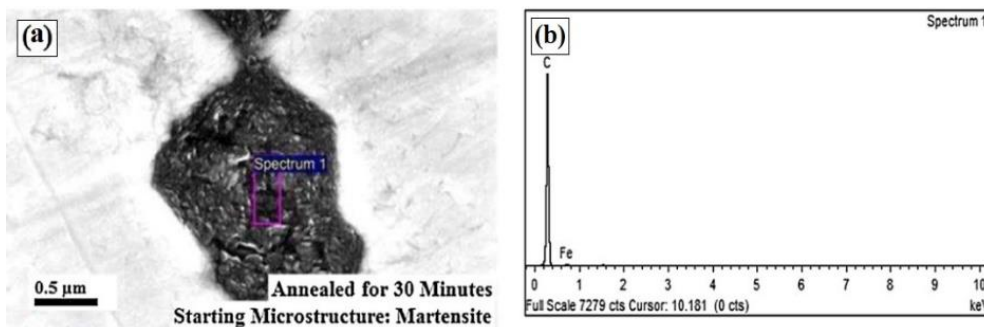 (a)
Spectrum 1
0.5 µm
Annealed for 30 Minutes
Starting Microstructure: Martensite
(b)
Spectrum 1
C
Fe
0 1 2 3 4 5 6 7 8 9 10
Full Scale 7279 cts Cursor: 10.181 (0 cts)
keV